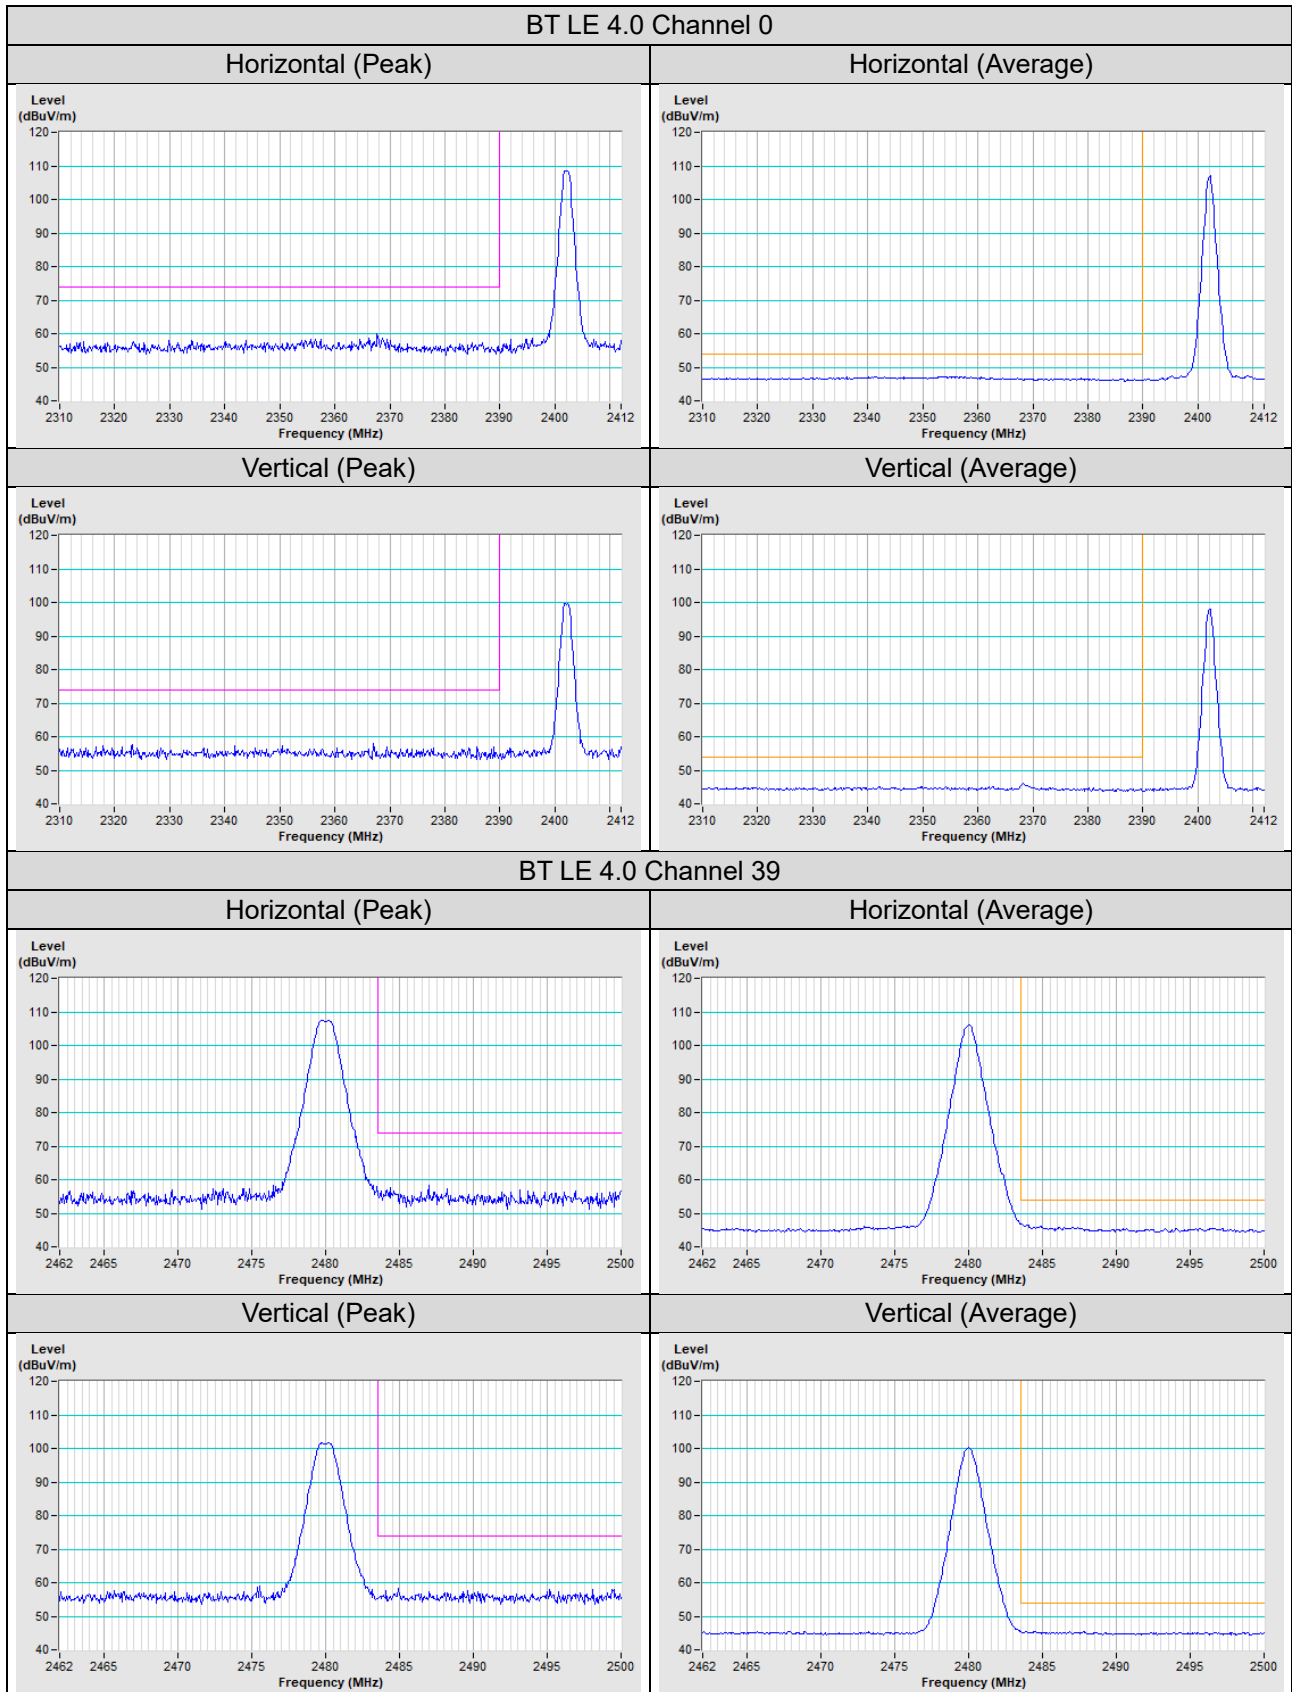 BT LE 4.0 Channel 0
Horizontal (Peak)
Horizontal (Average)
Level
(dBuV/m)
120
110
100
90
80
70
60
50
40
2310 2320 2330 2340 2350 2360 2370 2380 2390 2400 2412
Frequency (MHz)
Level
(dBuV/m)
120
110
100
90
80
70
60
50
40
2310 2320 2330 2340 2350 2360 2370 2380 2390 2400 2412
Frequency (MHz)
Vertical (Peak)
Vertical (Average)
Level
(dBuV/m)
120
110
100
90
80
70
60
50
40
2310 2320 2330 2340 2350 2360 2370 2380 2390 2400 2412
Frequency (MHz)
Level
(dBuV/m)
120
110
100
90
80
70
60
50
40
2310 2320 2330 2340 2350 2360 2370 2380 2390 2400 2412
Frequency (MHz)
BT LE 4.0 Channel 39
Horizontal (Peak)
Horizontal (Average)
Level
(dBuV/m)
120
110
100
90
80
70
60
50
40
2462 2465 2470 2475 2480 2485 2490 2495 2500
Frequency (MHz)
Level
(dBuV/m)
120
110
100
90
80
70
60
50
40
2462 2465 2470 2475 2480 2485 2490 2495 2500
Frequency (MHz)
Vertical (Peak)
Vertical (Average)
Level
(dBuV/m)
120
110
100
90
80
70
60
50
40
2462 2465 2470 2475 2480 2485 2490 2495 2500
Frequency (MHz)
Level
(dBuV/m)
120
110
100
90
80
70
60
50
40
2462 2465 2470 2475 2480 2485 2490 2495 2500
Frequency (MHz)